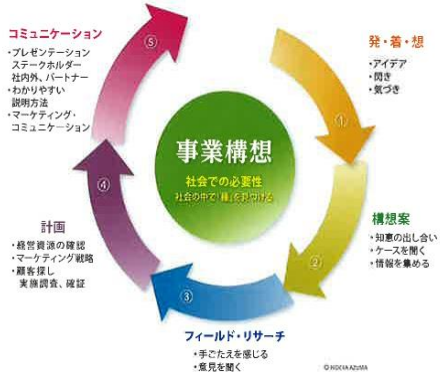 コミュニケーション
・プレゼンテーション
ステークホルダー
社内外、パートナー
・わかりやすい
説明方法
・マーケティング・
コミュニケーション
⑤
発・着・想
・アイデア
・閃き
・気づき
①
事業構想
社会での必要性
社会の中で「種」を見つける
④
計画
・経営資源の確認
・マーケティング戦略
・顧客探し
実施調査、確証
構想案
・知恵の出し合い
・ケースを聞く
・情報を集める
②
③
フィールド・リサーチ
・手ごたえを感じる
・意見を聞く